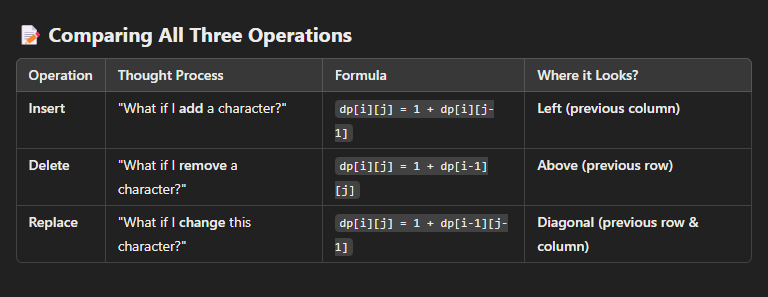 📝 Comparing All Three Operations
Operation Thought Process Formula Where it Looks?
Insert "What if I add a character?" dp[i][j] = 1 + dp[i][j-
1] Left (previous column)
Delete "What if I remove a
character?" dp[i][j] = 1 + dp[i-1]
[j] Above (previous row)
Replace "What if I change this
character?" dp[i][j] = 1 + dp[i-1][j-
1] Diagonal (previous row &
column)